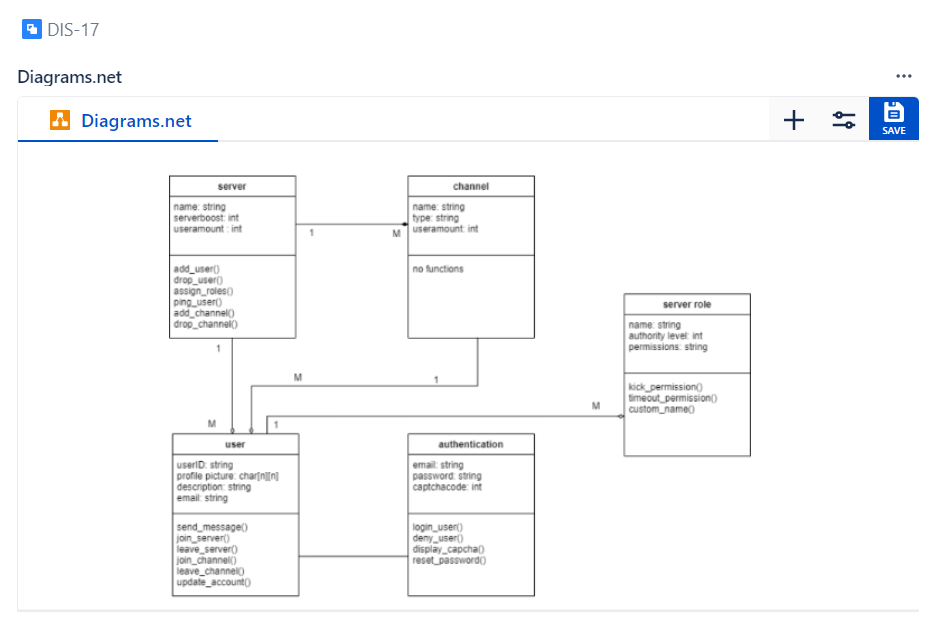 DIS-17
Diagrams.net
Diagrams.net
SAVE
server
name: string
serverboost: int
useramount : int
add_user()
drop_user()
assign_roles()
ping_user()
add_channel()
drop_channel()
1
M
channel
name: string
type: string
useramount: int
no functions
server role
name: string
authority level: int
permissions: string
kick_permission()
timeout_permission()
custom_name()
1
M
1
M
M
1
user
userID: string
profile picture: char[n][n]
description: string
email: string
send_message()
join_server()
leave_server()
join_channel()
leave_channel()
update_account()
authentication
email: string
password: string
captchacode: int
login_user()
deny_user()
display_capcha()
reset_password()